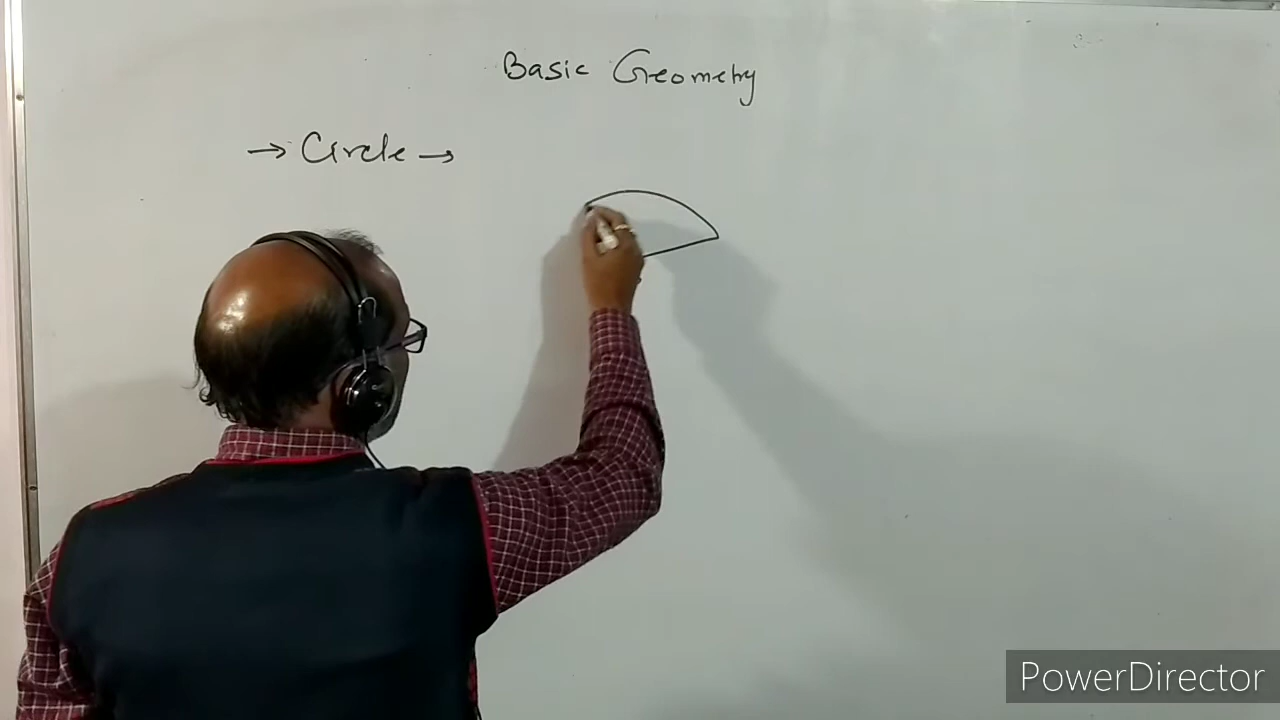 Basic Geometry
→ Circle →
PowerDirector